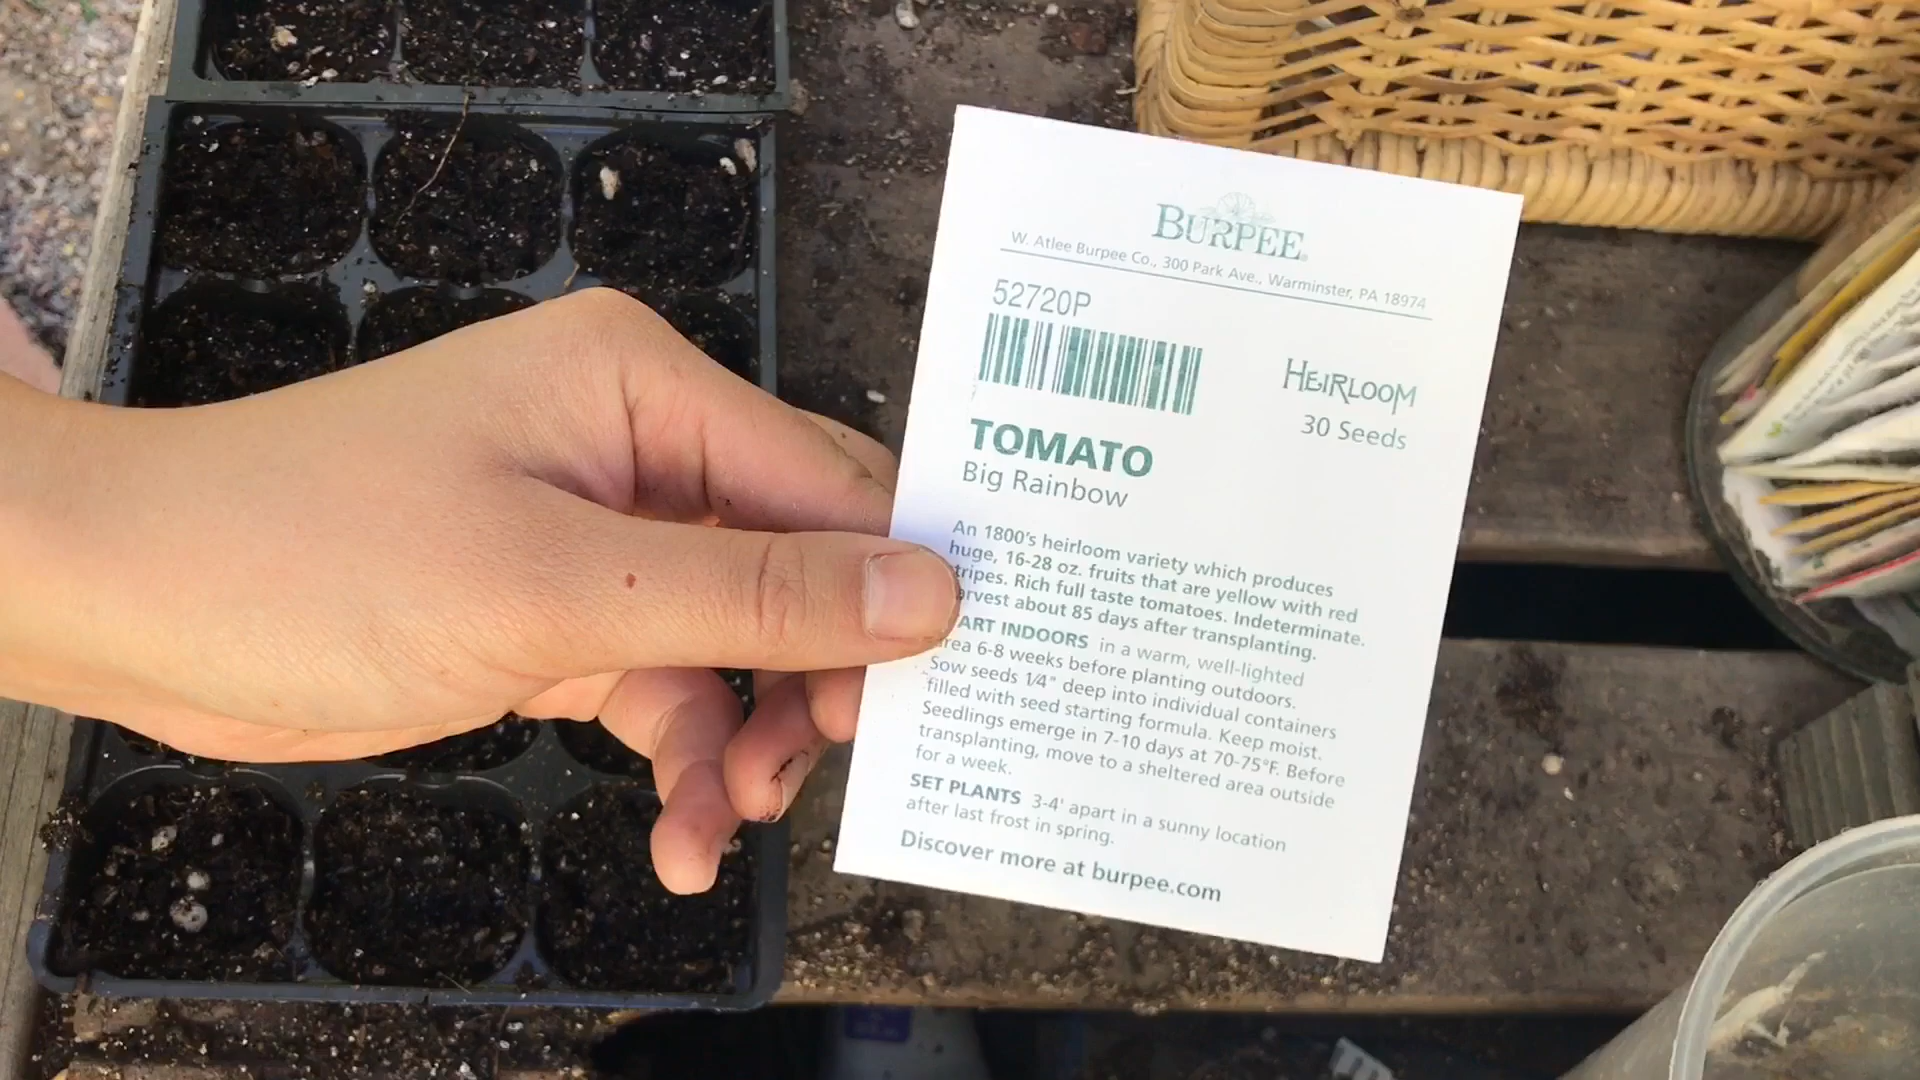 BURPEE
W. Atlee Burpee Co., 300 Park Ave., Warminster, PA 18974
52720P
HEIRLOOM
30 Seeds
TOMATO
Big Rainbow
An 1800's heirloom variety which produces
huge, 16-28 oz. fruits that are yellow with red
tripes. Rich full taste tomatoes. Indeterminate.
arvest about 85 days after transplanting.
ART INDOORS in a warm, well-lighted
area 6-8 weeks before planting outdoors.
Sow seeds 1/4" deep into individual containers
filled with seed starting formula. Keep moist.
Seedlings emerge in 7-10 days at 70-75°F. Before
transplanting, move to a sheltered area outside
for a week.
SET PLANTS 3-4' apart in a sunny location
after last frost in spring.
Discover more at burpee.com